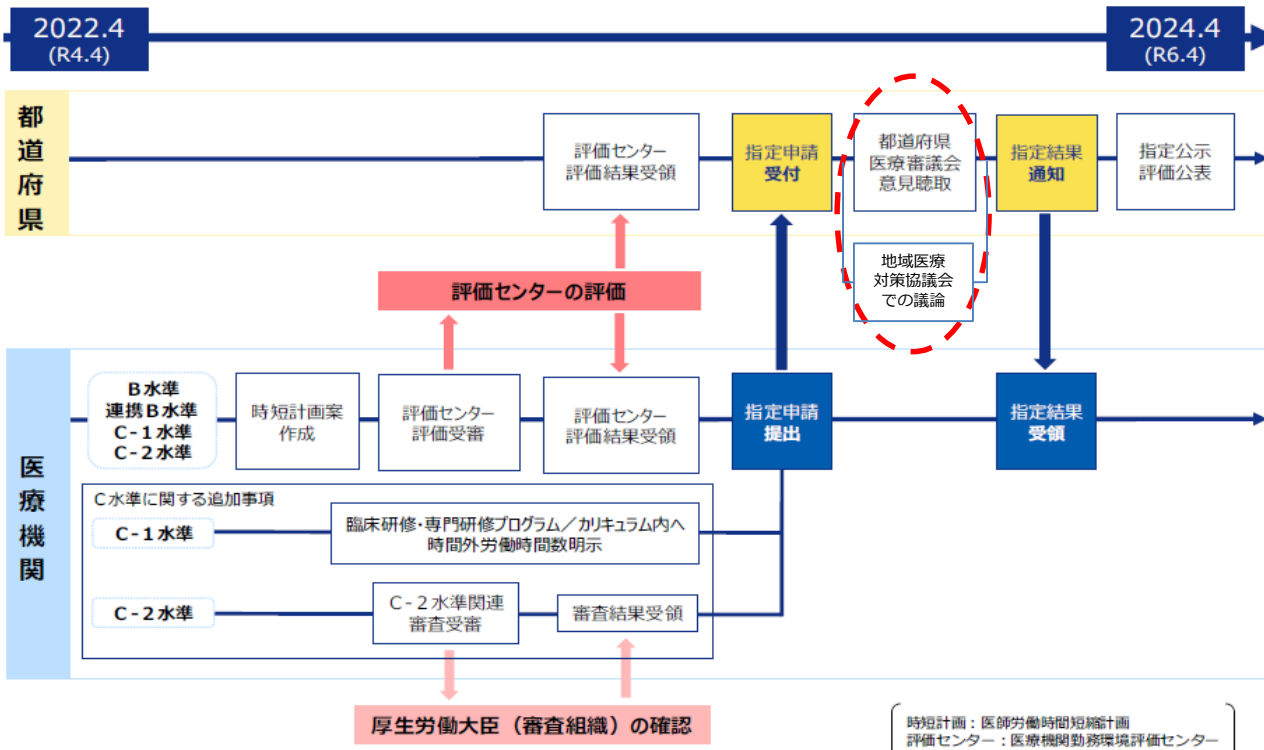 2022.4
(R4.4)
2024.4
(R6.4)
都道府県
評価センター
評価結果受領
指定申請
受付
都道府県
医療審議会
意見聴取
指定結果
通知
指定公示
評価公表
地域医療
対策協議会
での議論
評価センターの評価
医療機関
B水準
連携B水準
C-1水準
C-2水準
時短計画案
作成
評価センター
評価受審
評価センター
評価結果受領
指定申請
提出
指定結果
受領
C水準に関する追加事項
C-1水準
臨床研修・専門研修プログラム／カリキュラム内へ
時間外労働時間数明示
C-2水準
C-2水準関連
審査受審
審査結果受領
厚生労働大臣（審査組織）の確認
時短計画：医師労働時間短縮計画
評価センター：医療機関勤務環境評価センター